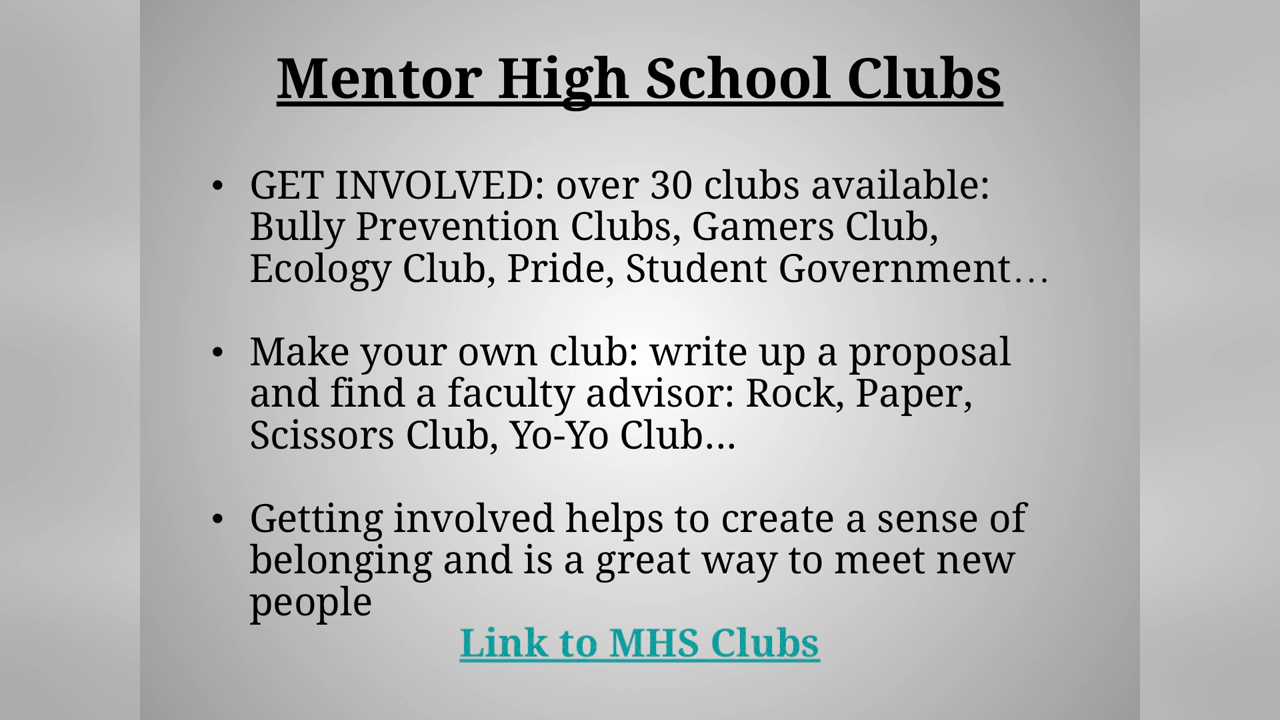 Mentor High School Clubs
• GET INVOLVED: over 30 clubs available:
Bully Prevention Clubs, Gamers Club,
Ecology Club, Pride, Student Government…
• Make your own club: write up a proposal
and find a faculty advisor: Rock, Paper,
Scissors Club, Yo-Yo Club...
• Getting involved helps to create a sense of
belonging and is a great way to meet new
people
Link to MHS Clubs